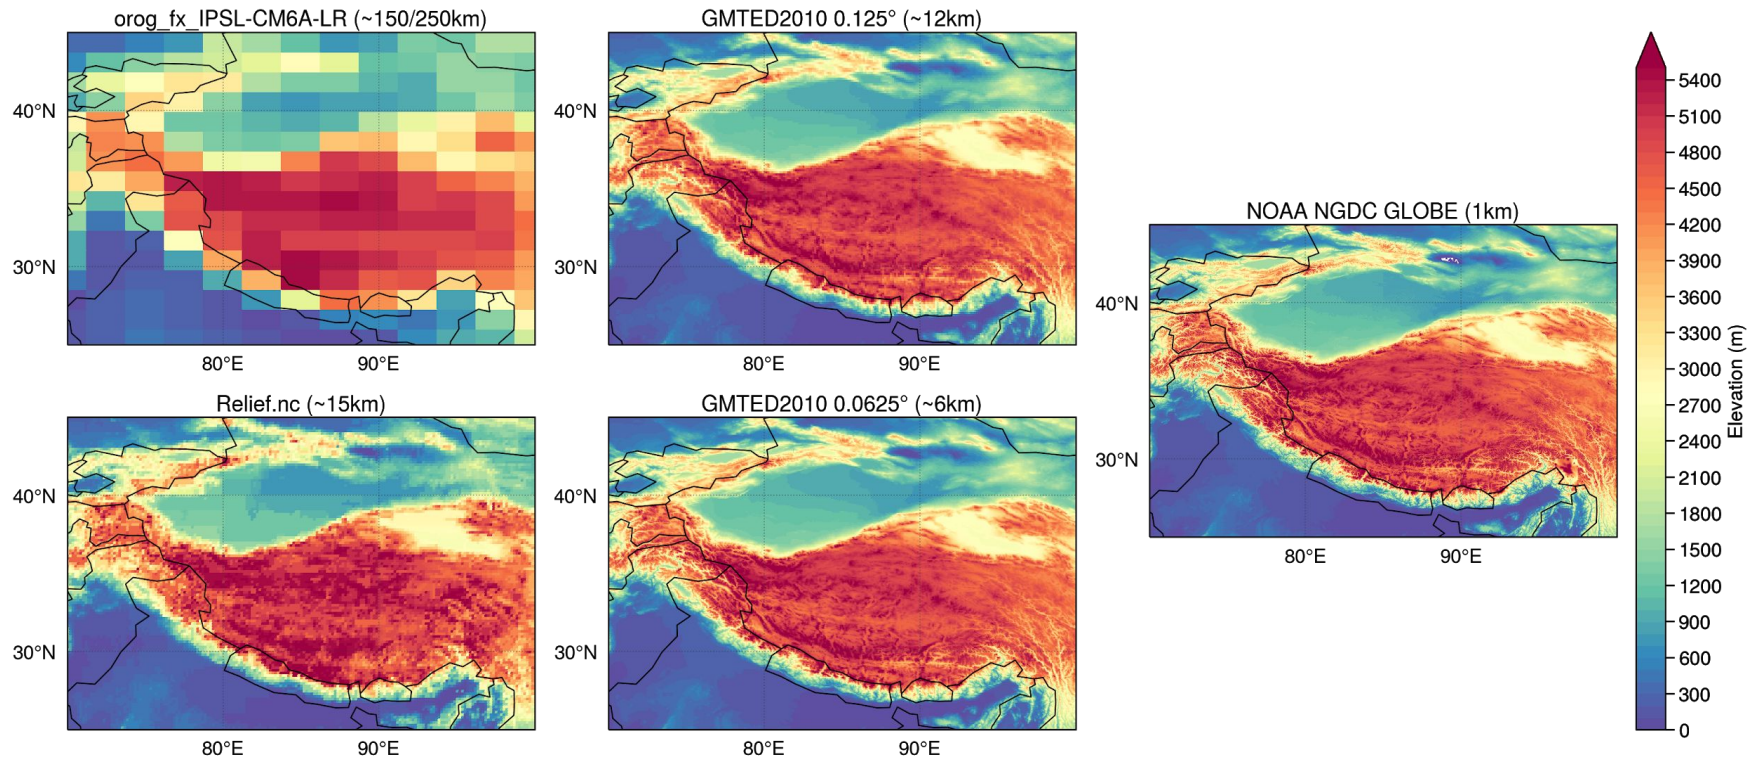 orog_fx_IPSL-CM6A-LR (~150/250km)
40°N
30°N
80°E 90°E
GMTED2010 0.125° (~12km)
40°N
30°N
80°E 90°E
Relief.nc (~15km)
40°N
30°N
80°E 90°E
GMTED2010 0.0625° (~6km)
40°N
30°N
80°E 90°E
NOAA NGDC GLOBE (1km)
40°N
30°N
80°E 90°E
5400
5100
4800
4500
4200
3900
3600
3300
3000
2700
2400
2100
1800
1500
1200
900
600
300
0
Elevation (m)